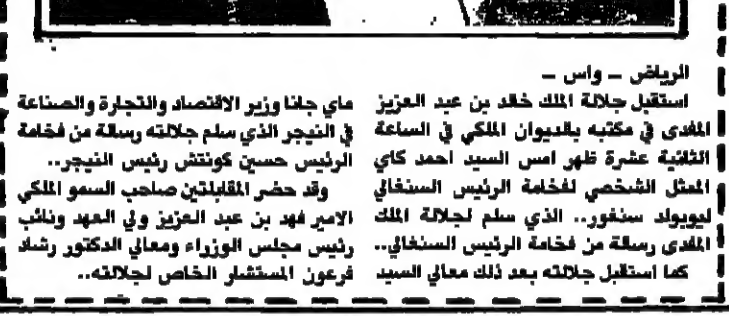 الرياض – واس –
استقبل جلالة الملك خالد بن عبد العزيز
المفدى في مكتبه بالديوان الملكي في الساعة
الثانية عشرة ظهر امس السيد احمد كاي
الممثل الشخصي لفخامة الرئيس السنغالي
ليوبولد سنغور.. الذي سلم لجلالة الملك
المفدى رسالة من فخامة الرئيس السنغالي..
كما استقبل جلالته بعد ذلك معالي السيد
ماي جانا وزير الاقتصاد والتجارة والصناعة
في النيجر الذي سلم جلالته رسالة من فخامة
الرئيس حسين كونتش رئيس النيجر..
وقد حضر المقابلتين صاحب السمو الملكي
الامير فهد بن عبد العزيز ولي العهد ونائب
رئيس مجلس الوزراء ومعالي الدكتور رشاد
فرعون المستشار الخاص لجلالته..